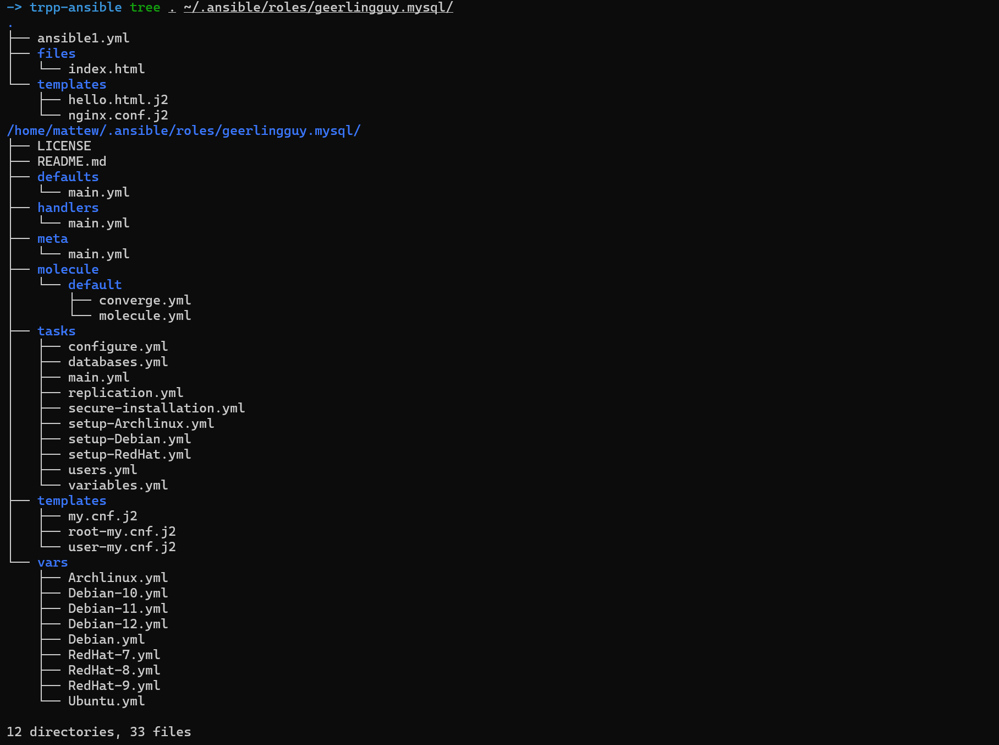 -> trpp-ansible tree . ~/.ansible/roles/geerlingguy.mysql/
.
├── ansible1.yml
├── files
│   └── index.html
└── templates
    ├── hello.html.j2
    └── nginx.conf.j2
/home/mattew/.ansible/roles/geerlingguy.mysql/
├── LICENSE
├── README.md
├── defaults
│   └── main.yml
├── handlers
│   └── main.yml
├── meta
│   └── main.yml
├── molecule
│   └── default
│       ├── converge.yml
│       └── molecule.yml
├── tasks
│   ├── configure.yml
│   ├── databases.yml
│   ├── main.yml
│   ├── replication.yml
│   ├── secure-installation.yml
│   ├── setup-Archlinux.yml
│   ├── setup-Debian.yml
│   ├── setup-RedHat.yml
│   ├── users.yml
│   └── variables.yml
├── templates
│   ├── my.cnf.j2
│   ├── root-my.cnf.j2
│   └── user-my.cnf.j2
└── vars
    ├── Archlinux.yml
    ├── Debian-10.yml
    ├── Debian-11.yml
    ├── Debian-12.yml
    ├── Debian.yml
    ├── RedHat-7.yml
    ├── RedHat-8.yml
    ├── RedHat-9.yml
    └── Ubuntu.yml

12 directories, 33 files